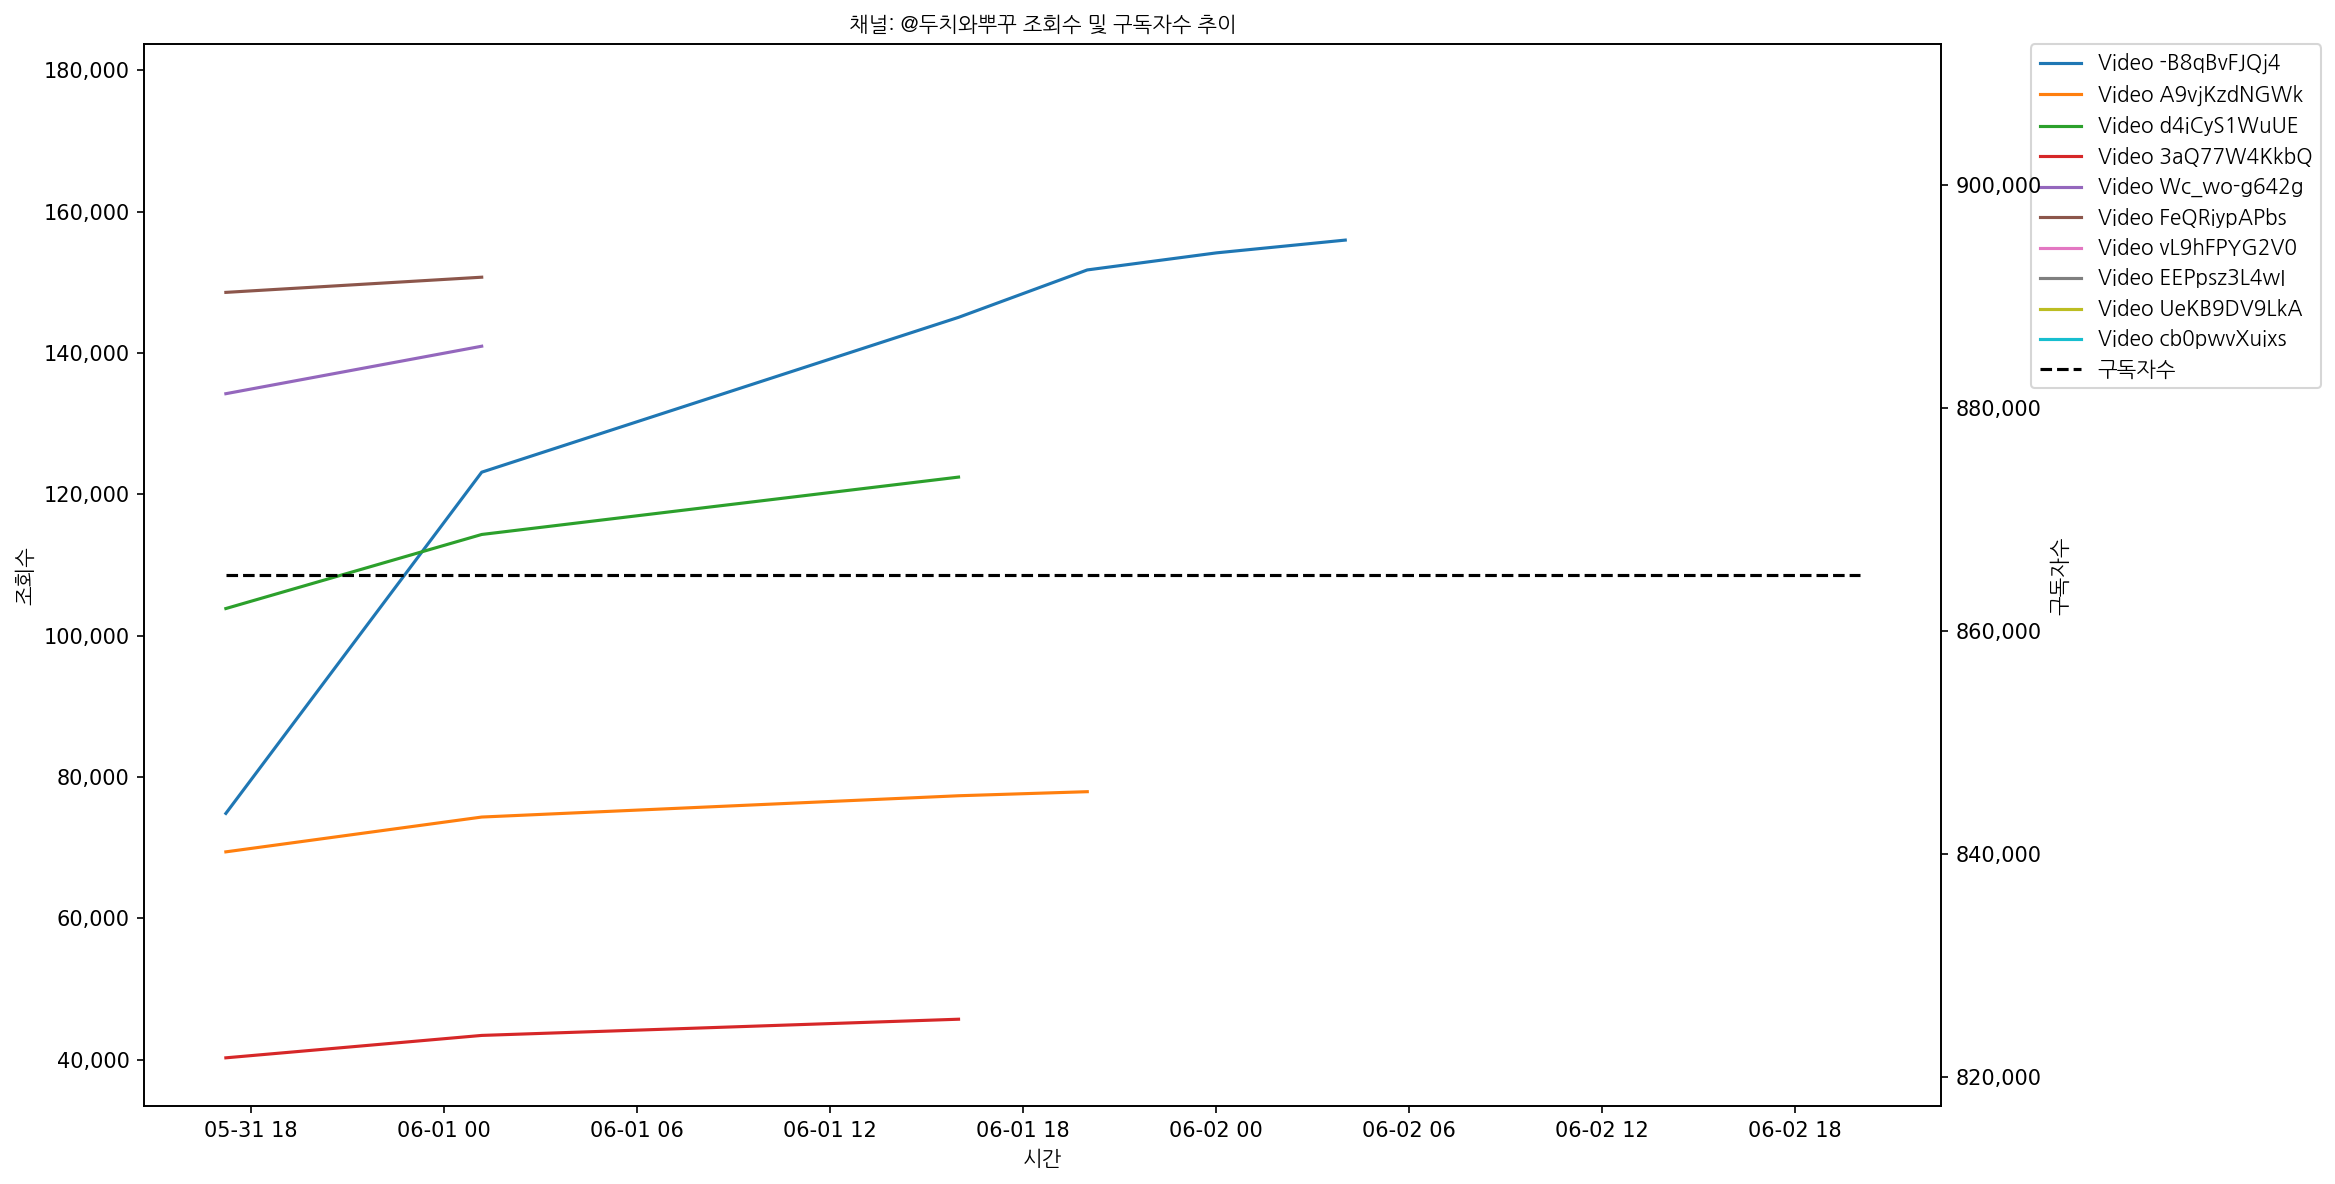 채널: @두치와뿌꾸 조회수 및 구독자수 추이
180,000
160,000
140,000
120,000
100,000
80,000
60,000
40,000
조회수
900,000
880,000
860,000
840,000
820,000
구독자수
05-31 18
06-01 00
06-01 06
06-01 12
06-01 18
06-02 00
06-02 06
06-02 12
06-02 18
시간
Video -B8qBvFJQj4
Video A9vjKzdNGWk
Video d4iCyS1WuUE
Video 3aQ77W4KkbQ
Video Wc_wo-g642g
Video FeQRiypAPbs
Video vL9hFPYG2V0
Video EEPpsz3L4wI
Video UeKB9DV9LkA
Video cb0pwvXuixs
구독자수